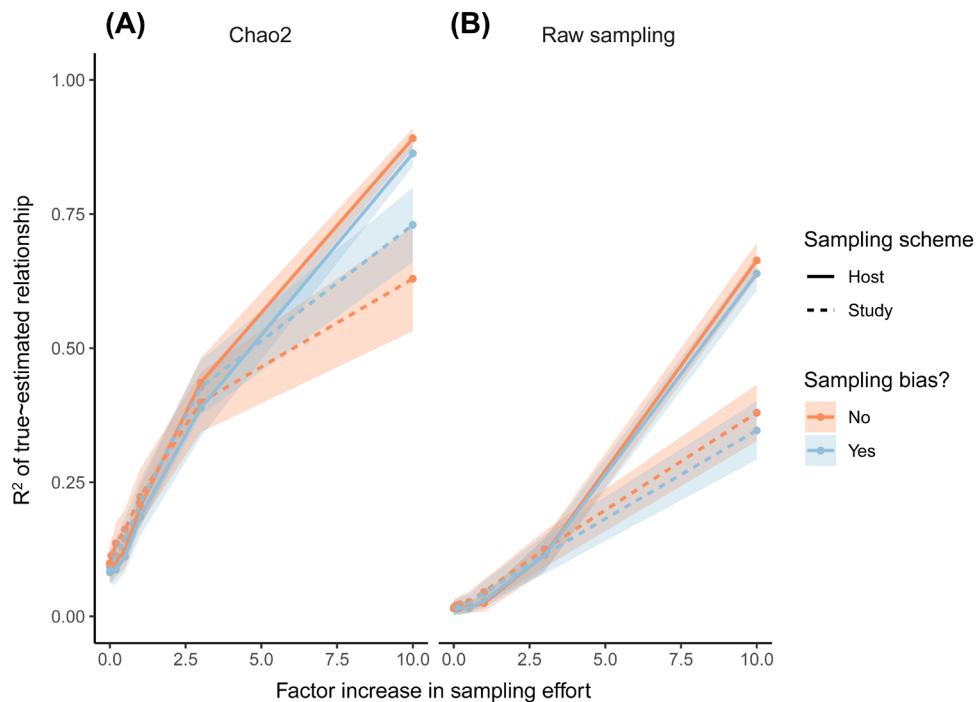 (A)
Chao2
(B)
Raw sampling
R² of true~estimated relationship
1.00
0.75
0.50
0.25
0.00
0.0 2.5 5.0 7.5 10.0
0.0 2.5 5.0 7.5 10.0
Factor increase in sampling effort
Sampling scheme
Host
Study
Sampling bias?
No
Yes